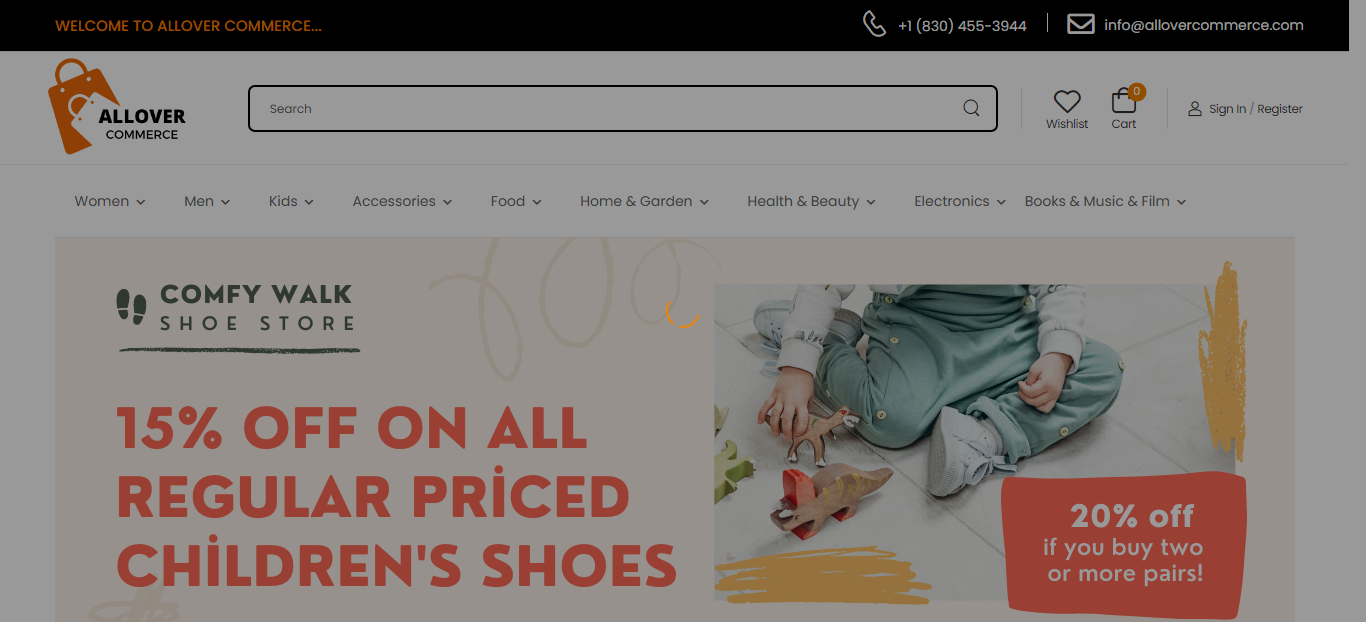 WELCOME TO ALLOVER COMMERCE...
+1 (830) 455-3944
info@allovercommerce.com
ALLOVER
COMMERCE
Search
0
Wishlist
Cart
Sign In / Register
Women
Men
Kids
Accessories
Food
Home & Garden
Health & Beauty
Electronics
Books & Music & Film
COMFY WALK
SHOE STORE
15% OFF ON ALL
REGULAR PRİCED
CHİLDREN'S SHOES
20% off
if you buy two
or more pairs!